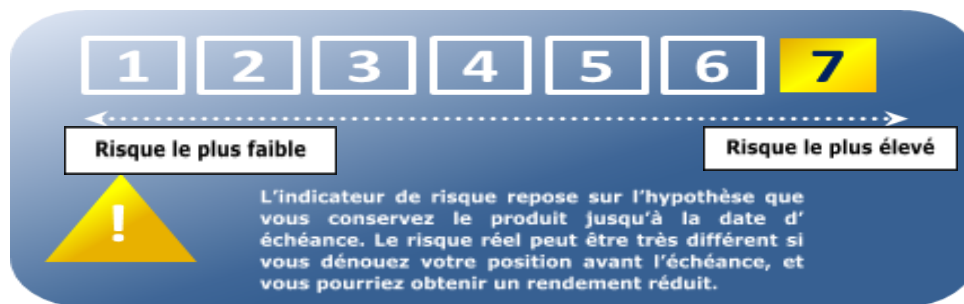 1 2 3 4 5 6 7
Risque le plus faible
Risque le plus élevé
!
L'indicateur de risque repose sur l'hypothèse que
vous conservez le produit jusqu'à la date d'
échéance. Le risque réel peut être très différent si
vous dénouez votre position avant l'échéance, et
vous pourriez obtenir un rendement réduit.